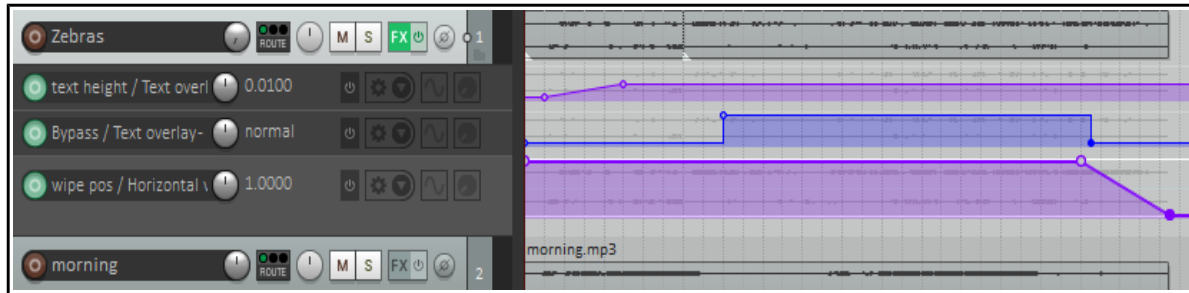 Zebras ROUTE M S FX 1
text height / Text overl 0.0100
Bypass / Text overlay- normal
wipe pos / Horizontal 1.0000
morning.mp3
morning ROUTE M S FX 2